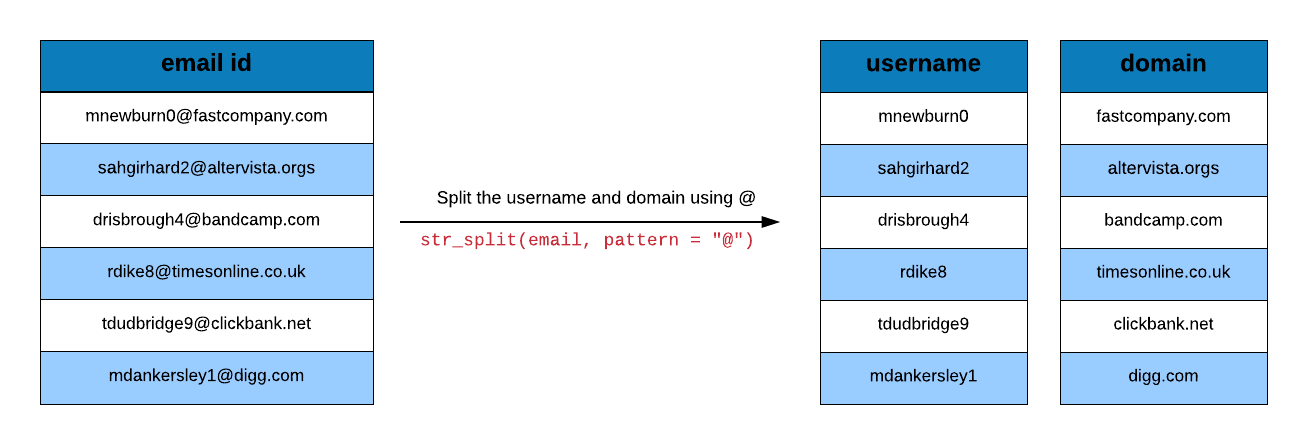 email id
mnewburn0@fastcompany.com
sahgirhard2@altervista.orgs
drisbrough4@bandcamp.com
rdike8@timesonline.co.uk
tdudbridge9@clickbank.net
mdankersley1@digg.com
Split the username and domain using @
str_split(email, pattern = "@")
username
mnewburn0
sahgirhard2
drisbrough4
rdike8
tdudbridge9
mdankersley1
domain
fastcompany.com
altervista.orgs
bandcamp.com
timesonline.co.uk
clickbank.net
digg.com